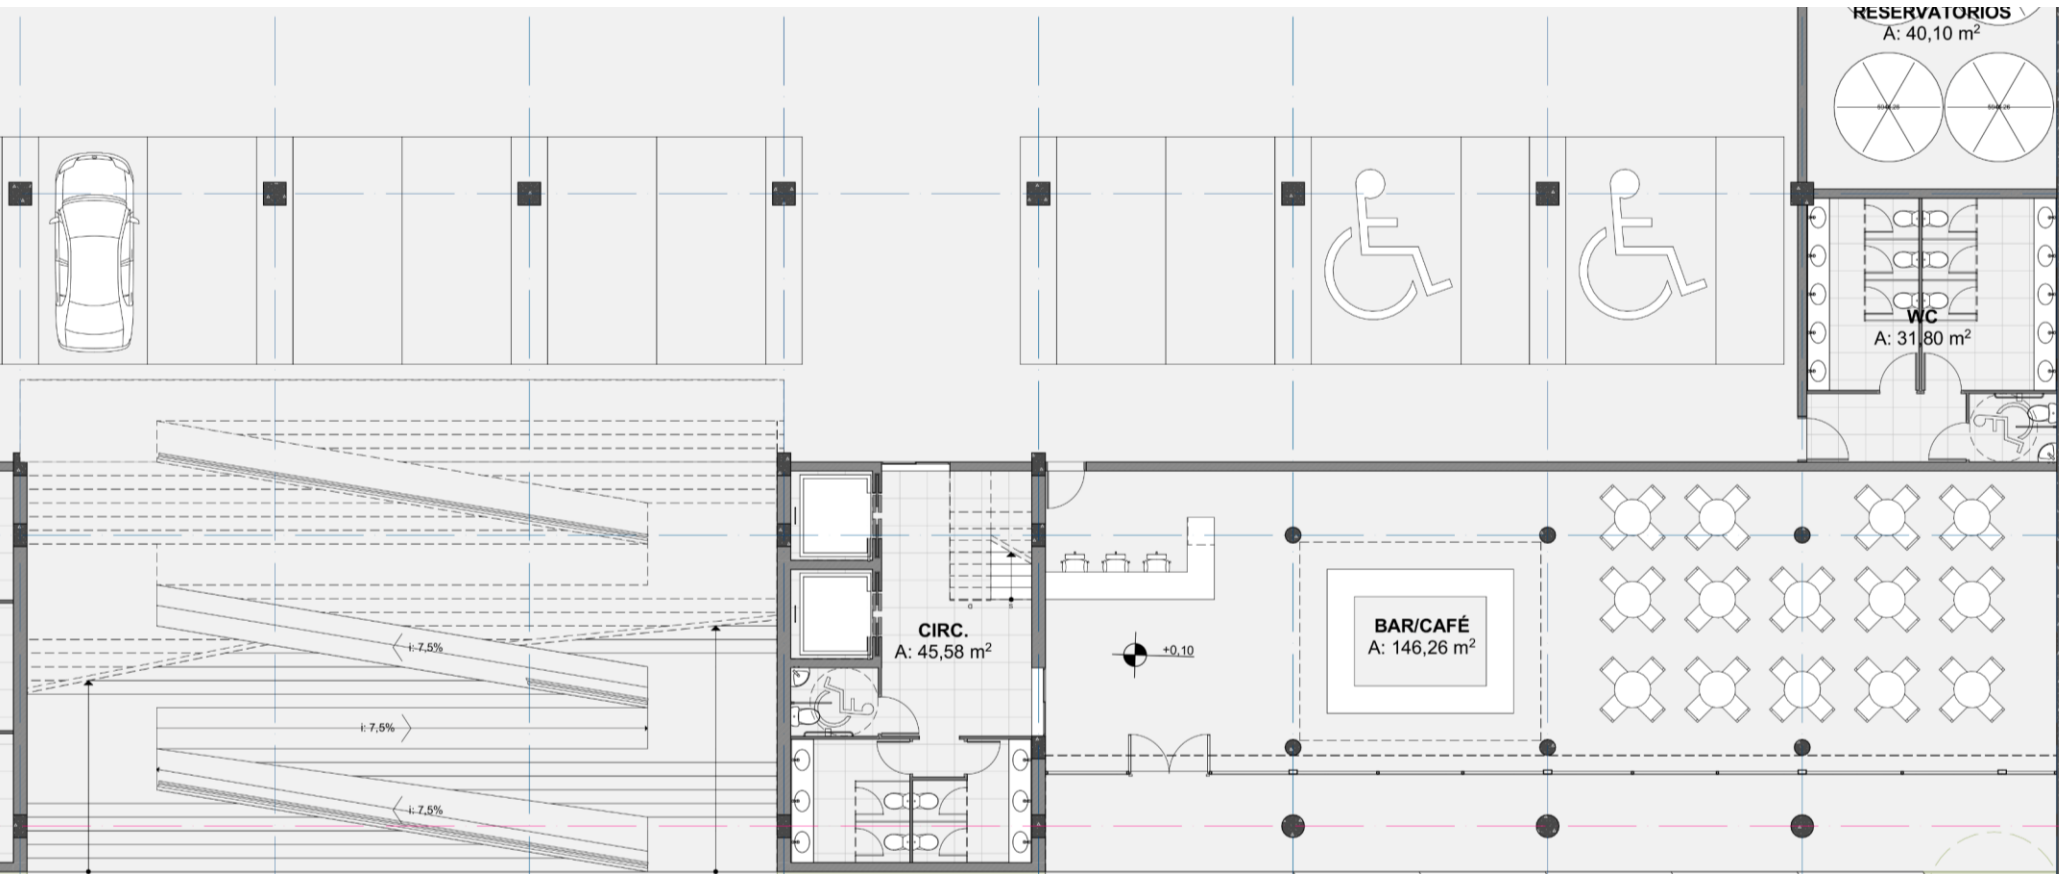 RESERVATÓRIOS
A: 40,10 m²
WC
A: 31,80 m²
CIRC.
A: 45,58 m²
BAR/CAFÉ
A: 146,26 m²
+0,10
i: 7,5%
i: 7,5%
i: 7,5%